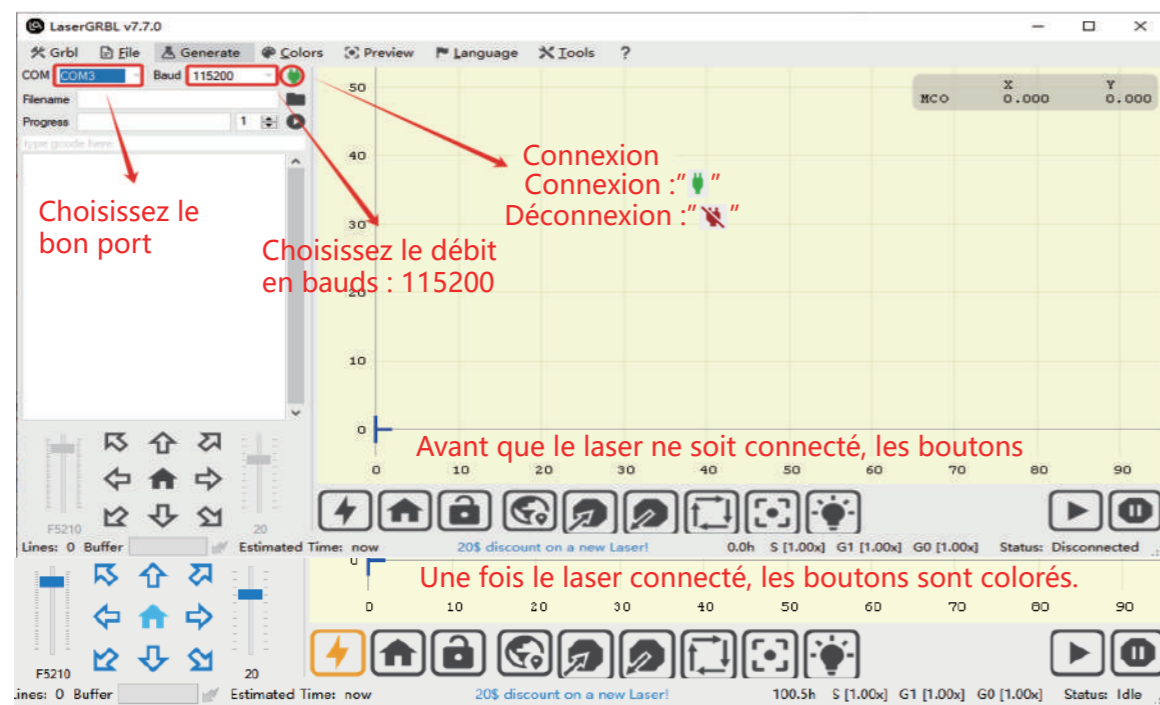 LaserGRBL v7.7.0
Grbl File Generate Colors Preview Language Tools ?
COM COM3 Baud 115200
Filename
Progress 1
type gcode here
X Y
MCO 0.000 0.000
50
40
30
20
10
0
Connexion
Connexion :" "
Déconnexion :" "
Choisissez le
bon port
Choisissez le débit
en bauds : 115200
Avant que le laser ne soit connecté, les boutons
0 10 20 30 40 50 60 70 80 90
F5210 20
Lines: 0 Buffer Estimated Time: now 20$ discount on a new Laser! 0.0h S [1.00x] G1 [1.00x] G0 [1.00x] Status: Disconnected
0
Une fois le laser connecté, les boutons sont colorés.
0 10 20 30 40 50 60 70 80 90
F5210 20
Lines: 0 Buffer Estimated Time: now 20$ discount on a new Laser! 100.5h S [1.00x] G1 [1.00x] G0 [1.00x] Status: Idle